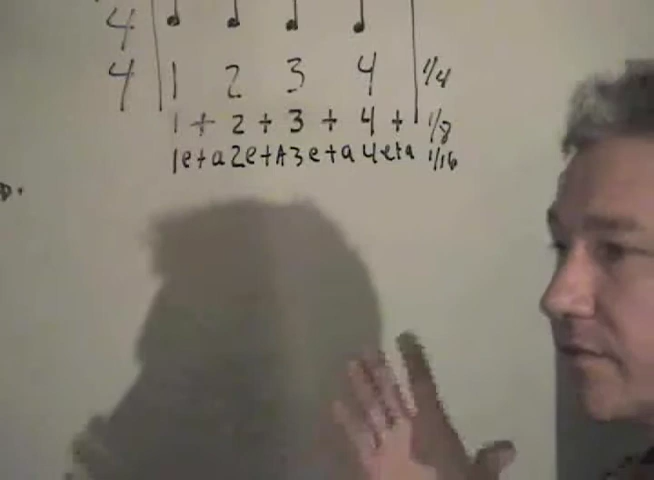 4
4 1 2 3 4 1/4
1 + 2 + 3 + 4 + 1/8
1e+a2e+A3e+a4e+a 1/16